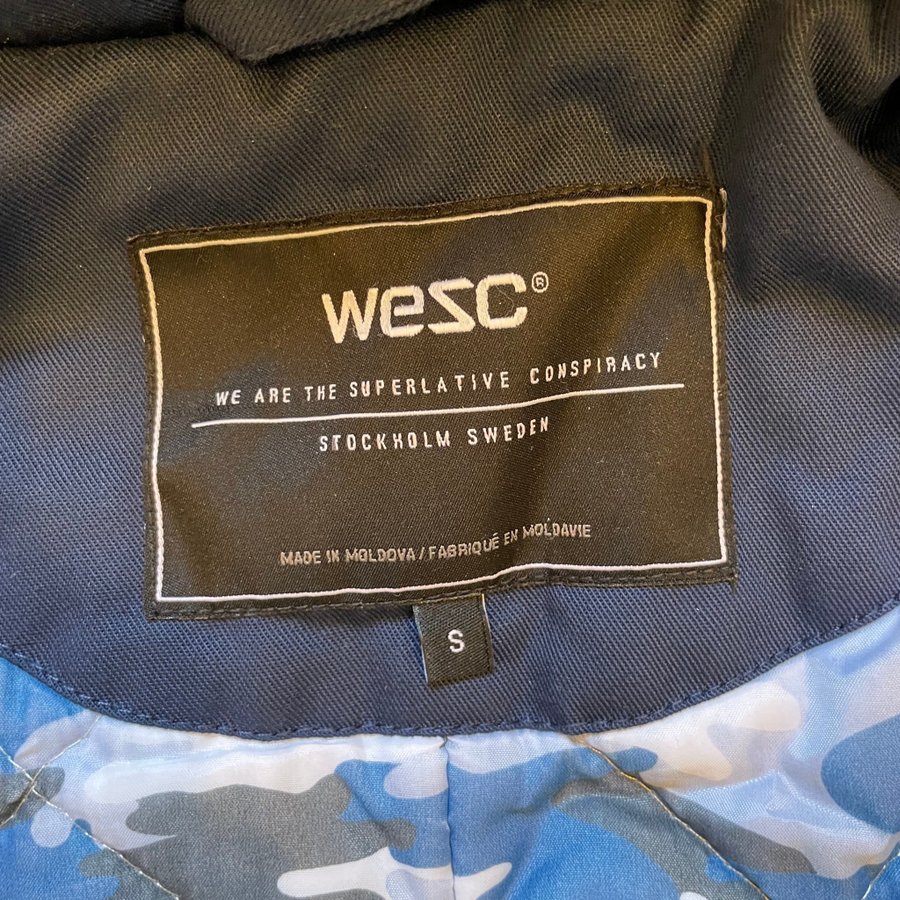 wesc®
WE ARE THE SUPERLATIVE CONSPIRACY
STOCKHOLM SWEDEN
MADE IN MOLDOVA / FABRIQUÉ EN MOLDAVIE
S